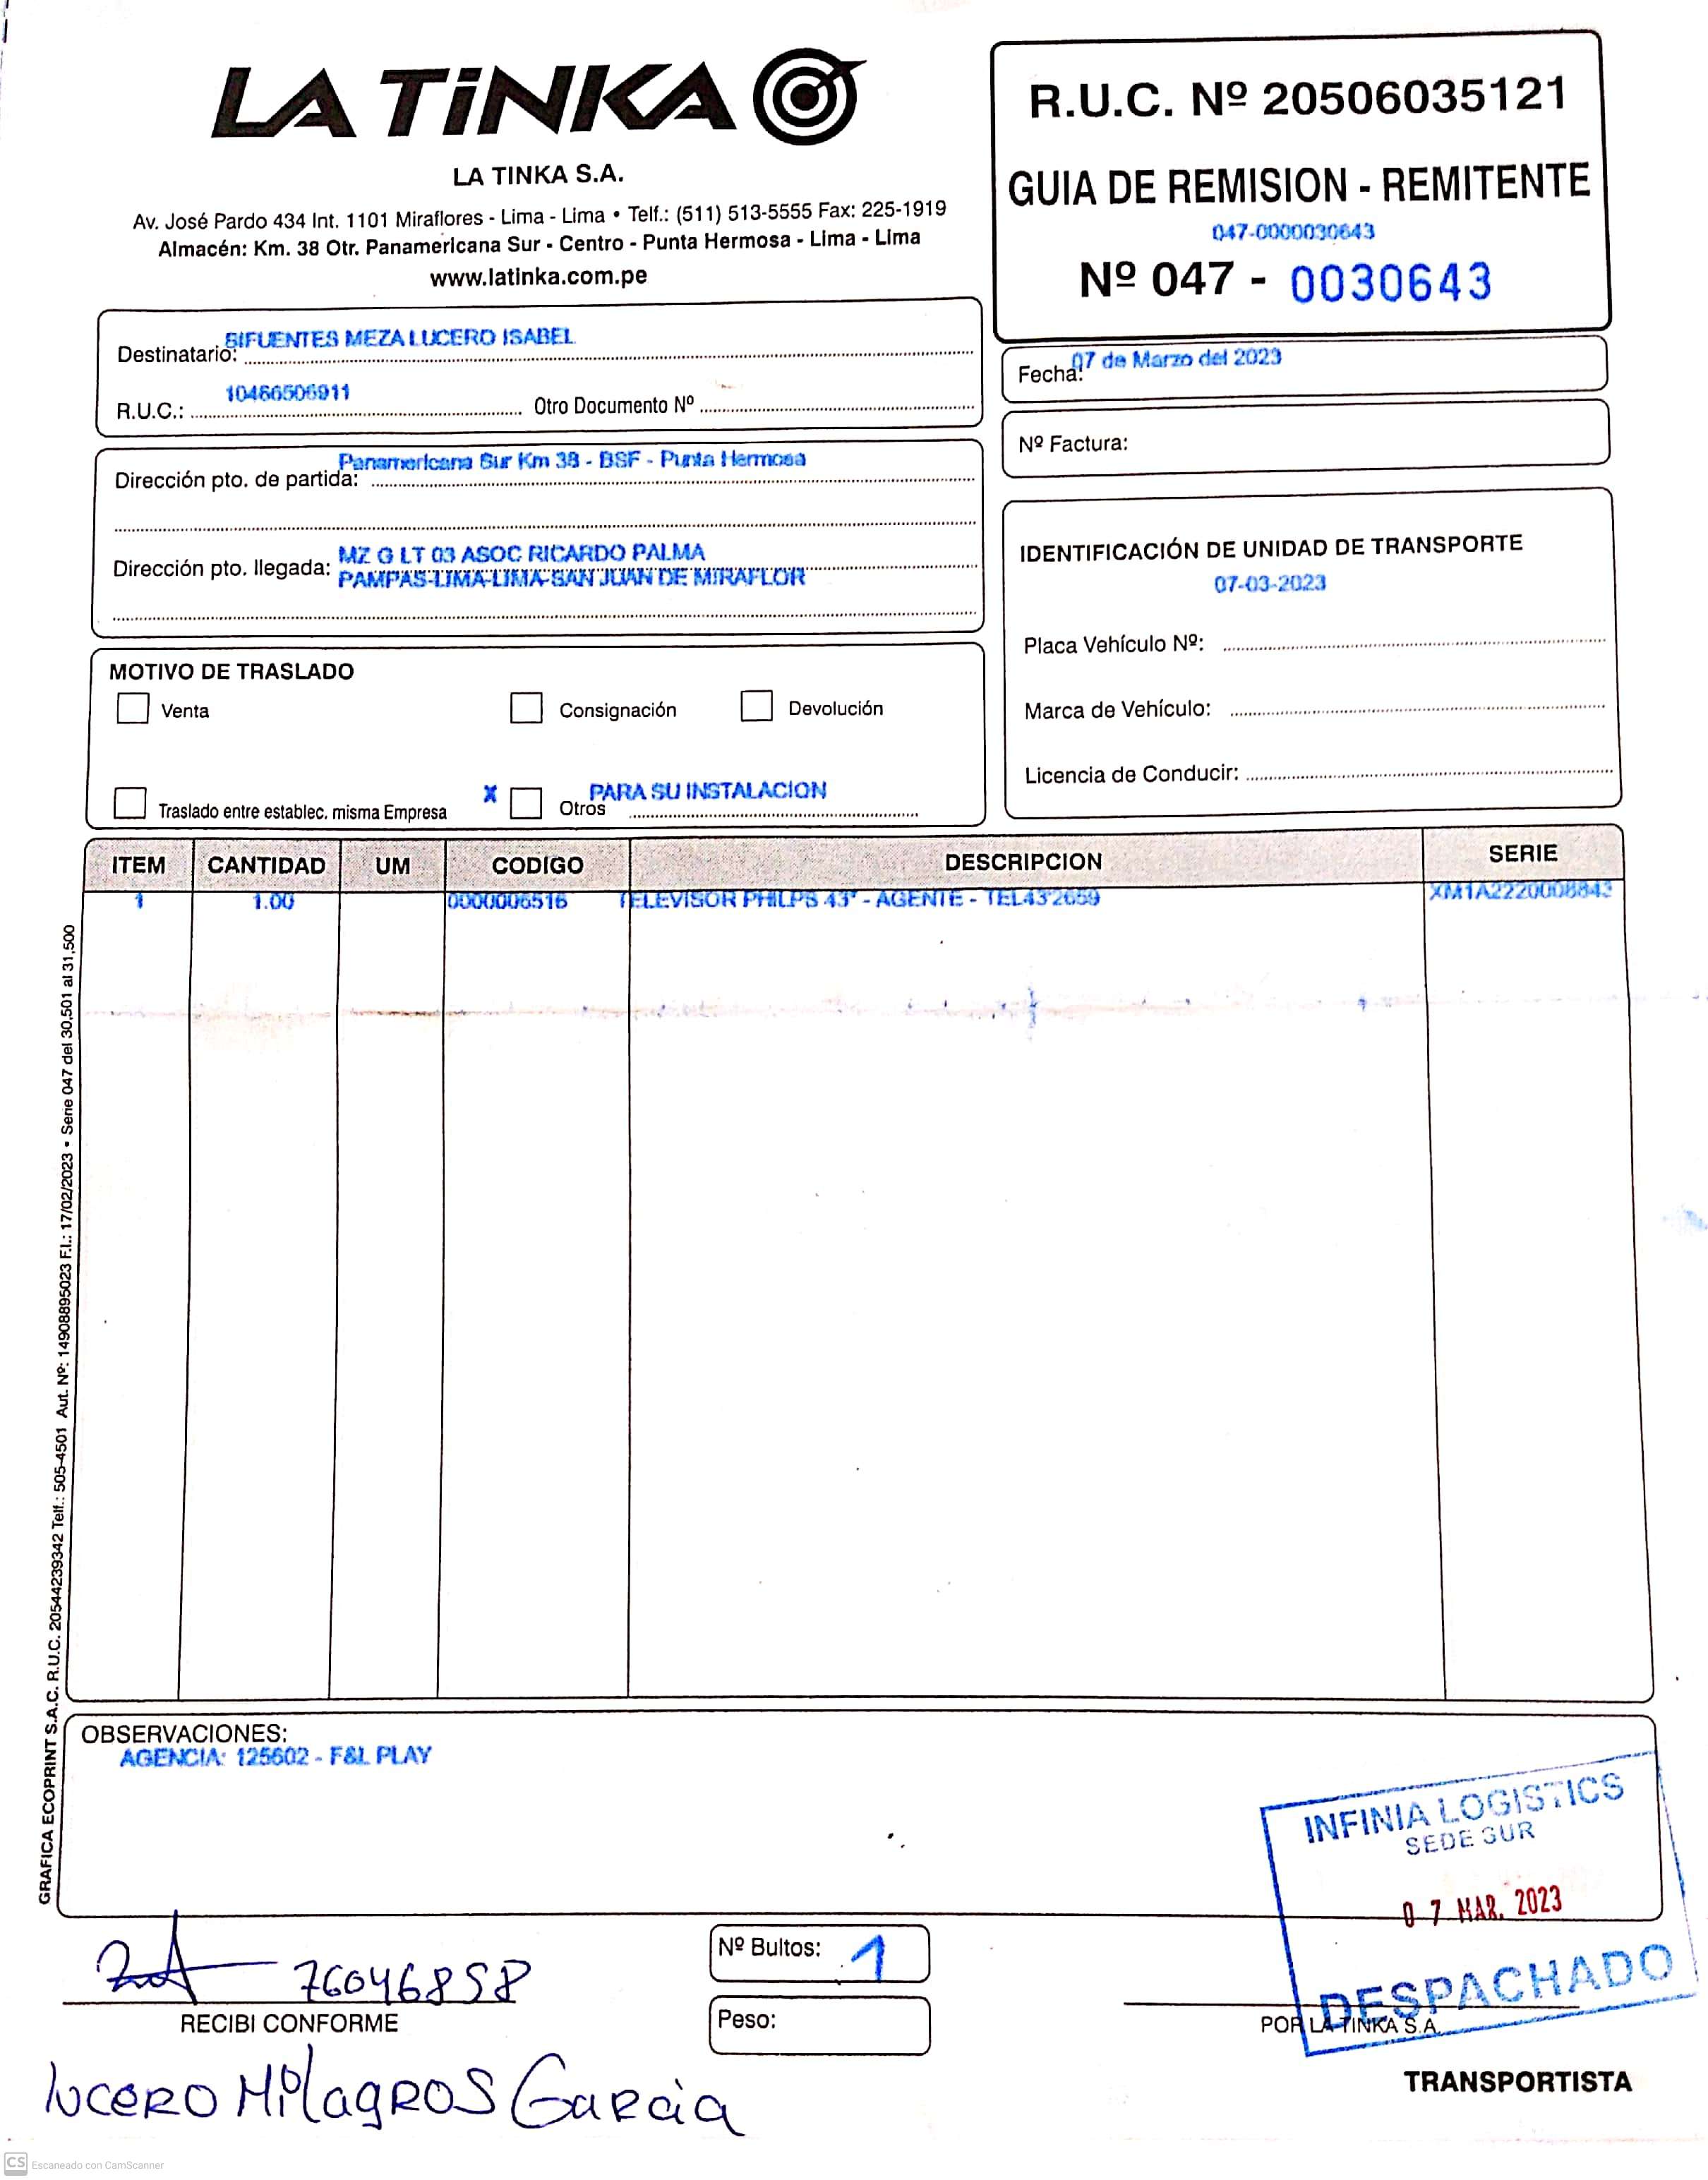 LA TiNKA
LA TINKA S.A.
Av. José Pardo 434 Int. 1101 Miraflores - Lima - Lima • Telf.: (511) 513-5555 Fax: 225-1919
Almacén: Km. 38 Otr. Panamericana Sur - Centro - Punta Hermosa - Lima - Lima
www.latinka.com.pe
R.U.C. Nº 20506035121
GUIA DE REMISION - REMITENTE
047-0000030643
Nº 047 - 0030643
Destinatario: SIFUENTES MEZA LUCERO ISABEL
R.U.C.: 10466506911 Otro Documento Nº
Fecha: 07 de Marzo del 2023
Nº Factura:
Dirección pto. de partida: Panamericana Sur Km 38 - BSF - Punta Hermosa
Dirección pto. llegada: MZ G LT 03 ASOC RICARDO PALMA
PAMPAS-LIMA-LIMA-SAN JUAN DE MIRAFLOR
IDENTIFICACIÓN DE UNIDAD DE TRANSPORTE
07-03-2023
Placa Vehículo Nº:
Marca de Vehículo:
Licencia de Conducir:
MOTIVO DE TRASLADO
Venta Consignación Devolución
Traslado entre establec. misma Empresa X Otros PARA SU INSTALACION
ITEM CANTIDAD UM CODIGO DESCRIPCION SERIE
1 1.00 0000006516 TELEVISOR PHILPS 43" - AGENTE - TEL43'2659 XM1A2220008843
GRAFICA ECOPRINT S.A.C. R.U.C. 20544239342 Telf.: 505-4501 Aut. Nº: 14908895023 F.I.: 17/02/2023 • Serie 047 del 30,501 al 31,500
OBSERVACIONES:
AGENCIA: 125602 - F&L PLAY
INFINIA LOGISTICS
SEDE SUR
07 MAR. 2023
DESPACHADO
76046858
RECIBI CONFORME
Nº Bultos: 1
Peso:
POR LA TINKA S.A.
TRANSPORTISTA
lucero Milagros Garcia
CS Escaneado con CamScanner